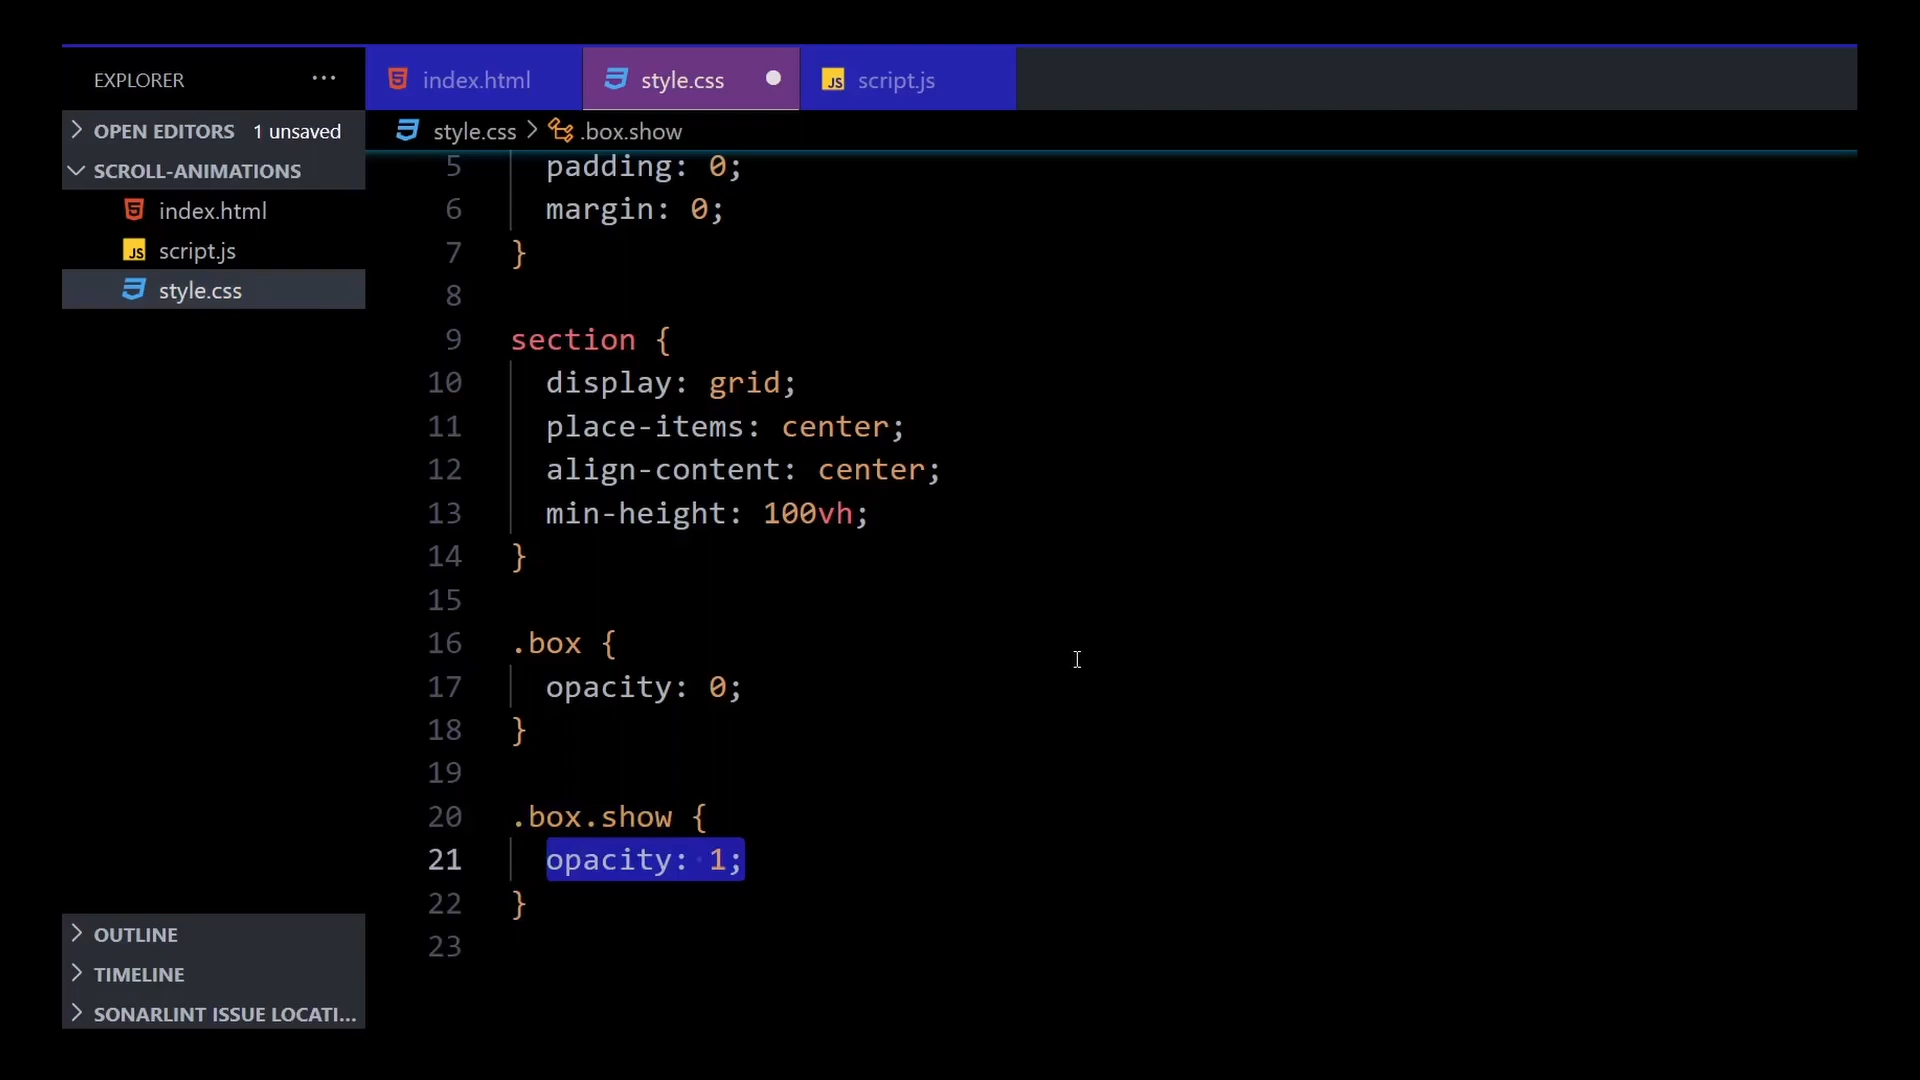 EXPLORER ...
OPEN EDITORS 1 unsaved
SCROLL-ANIMATIONS
index.html
script.js
style.css
OUTLINE
TIMELINE
SONARLINT ISSUE LOCATI...
index.html style.css script.js
style.css > .box.show
5 padding: 0;
6 margin: 0;
7 }
8
9 section {
10 display: grid;
11 place-items: center;
12 align-content: center;
13 min-height: 100vh;
14 }
15
16 .box {
17 opacity: 0;
18 }
19
20 .box.show {
21 opacity: 1;
22 }
23